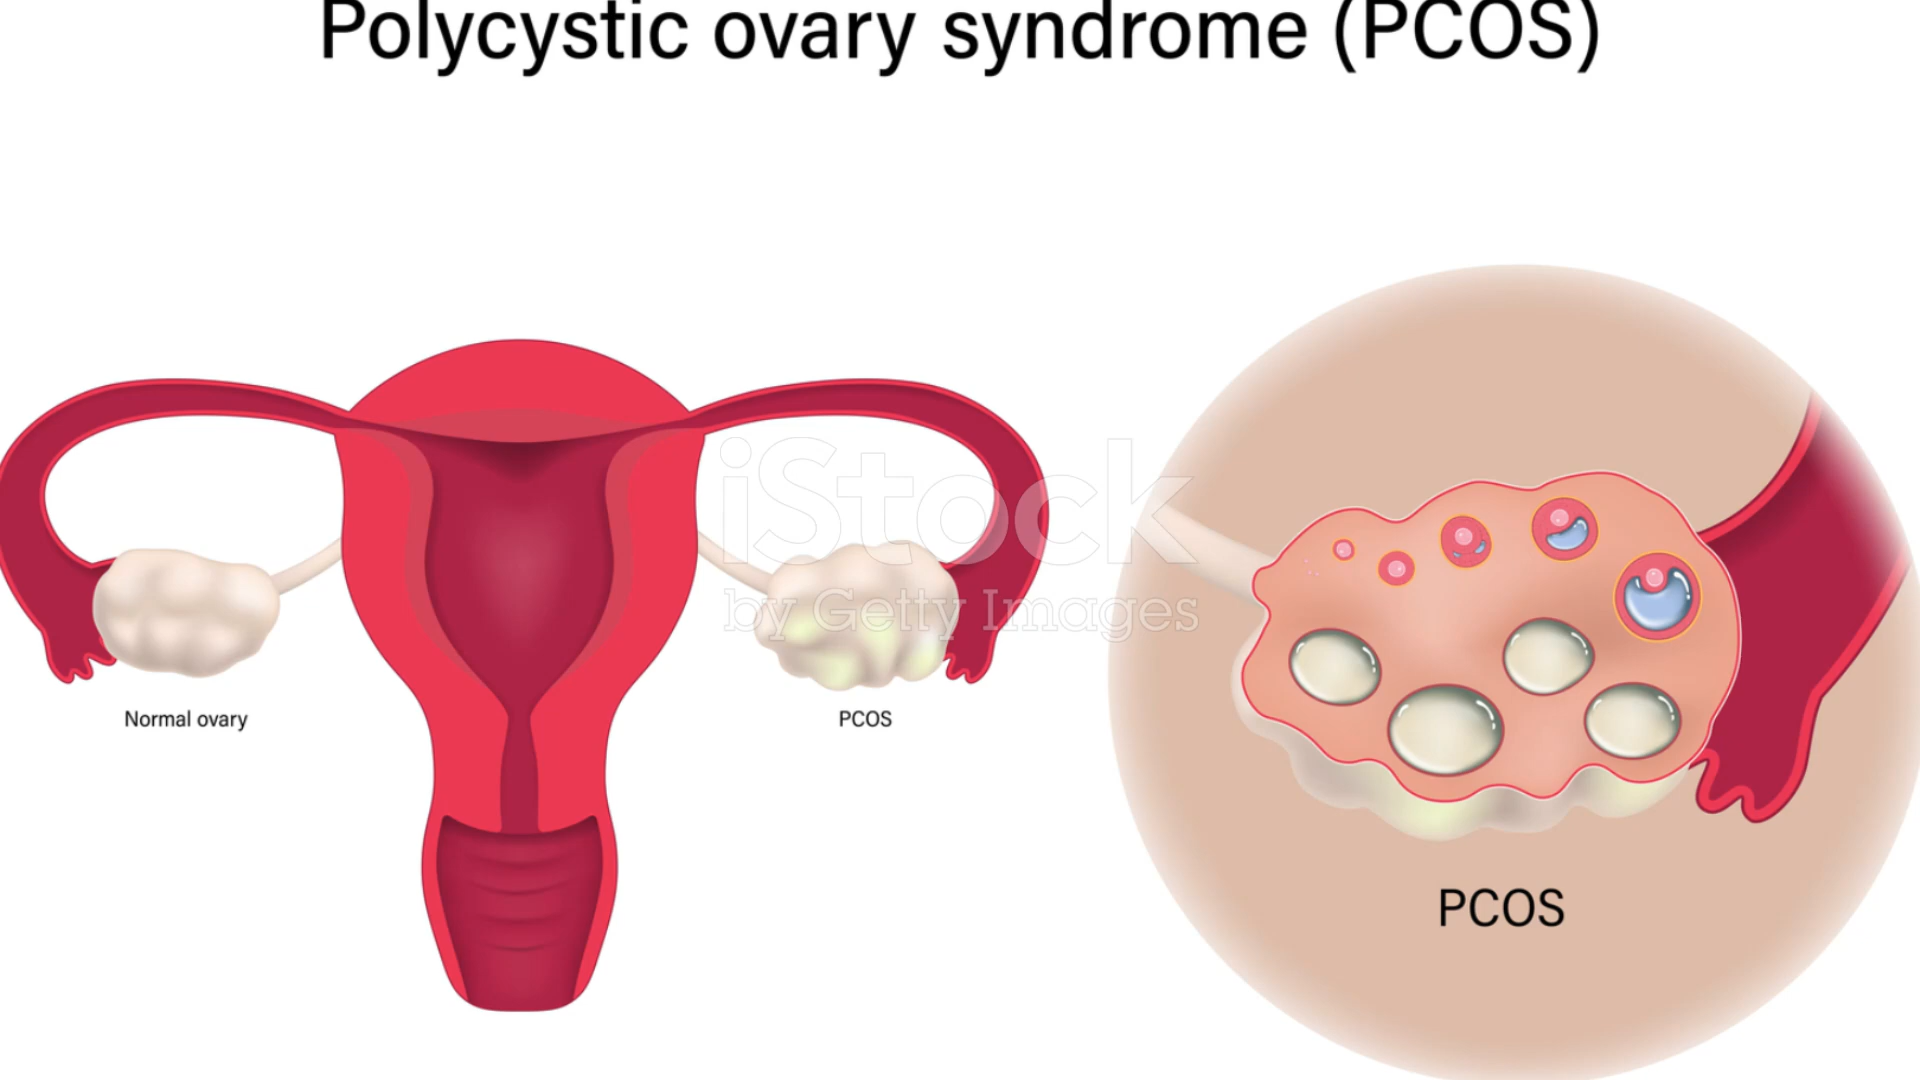 Polycystic ovary syndrome (PCOS)
iStock
by Getty Images
Normal ovary
PCOS
PCOS